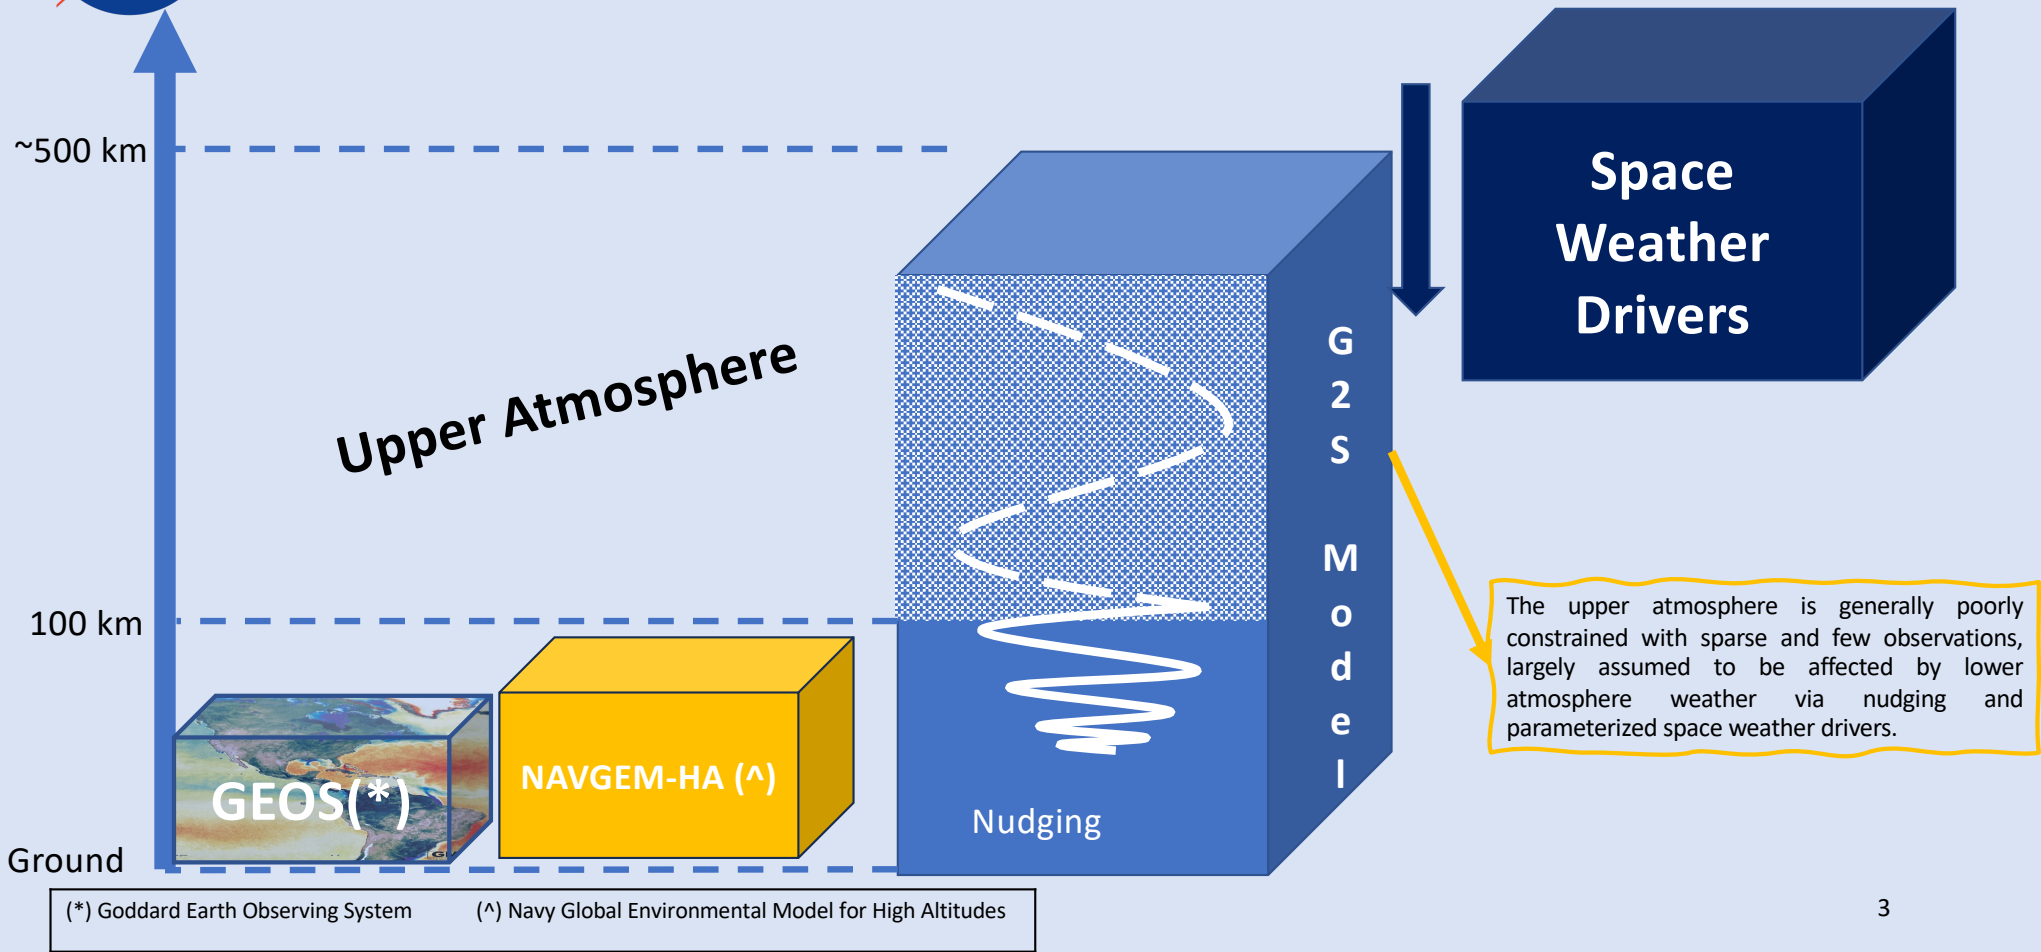 ~500 km
Space
Weather
Drivers
Upper Atmosphere
G
2
S
M
o
d
e
l
100 km
The upper atmosphere is generally poorly
constrained with sparse and few observations,
largely assumed to be affected by lower
atmosphere weather via nudging and
parameterized space weather drivers.
GEOS(*)
NAVGEM-HA (^)
Nudging
Ground
(*) Goddard Earth Observing System (^) Navy Global Environmental Model for High Altitudes
3